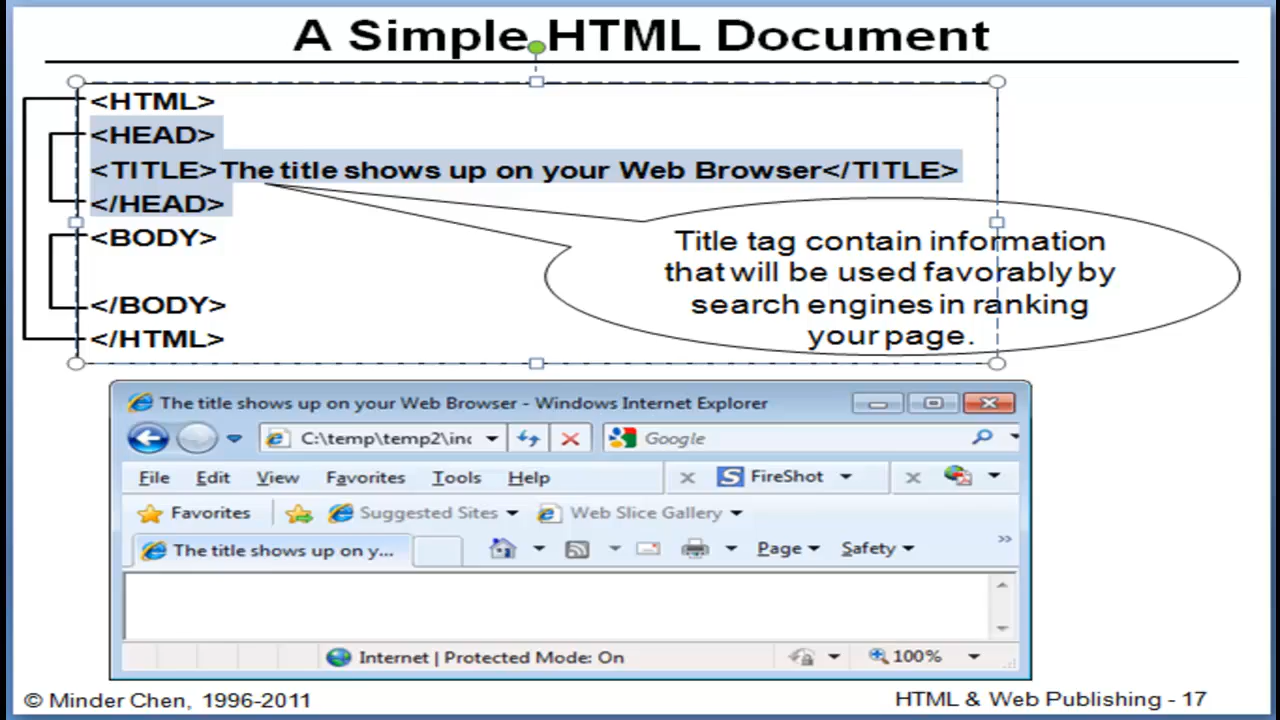 A Simple HTML Document
<HTML>
<HEAD>
<TITLE>The title shows up on your Web Browser</TITLE>
</HEAD>
<BODY>
</BODY>
</HTML>
Title tag contain information
that will be used favorably by
search engines in ranking
your page.
The title shows up on your Web Browser - Windows Internet Explorer
C:\temp\temp2\inc
Google
File Edit View Favorites Tools Help x FireShot x
Favorites Suggested Sites Web Slice Gallery
The title shows up on y... Page Safety »
Internet | Protected Mode: On 100%
© Minder Chen, 1996-2011
HTML & Web Publishing - 17